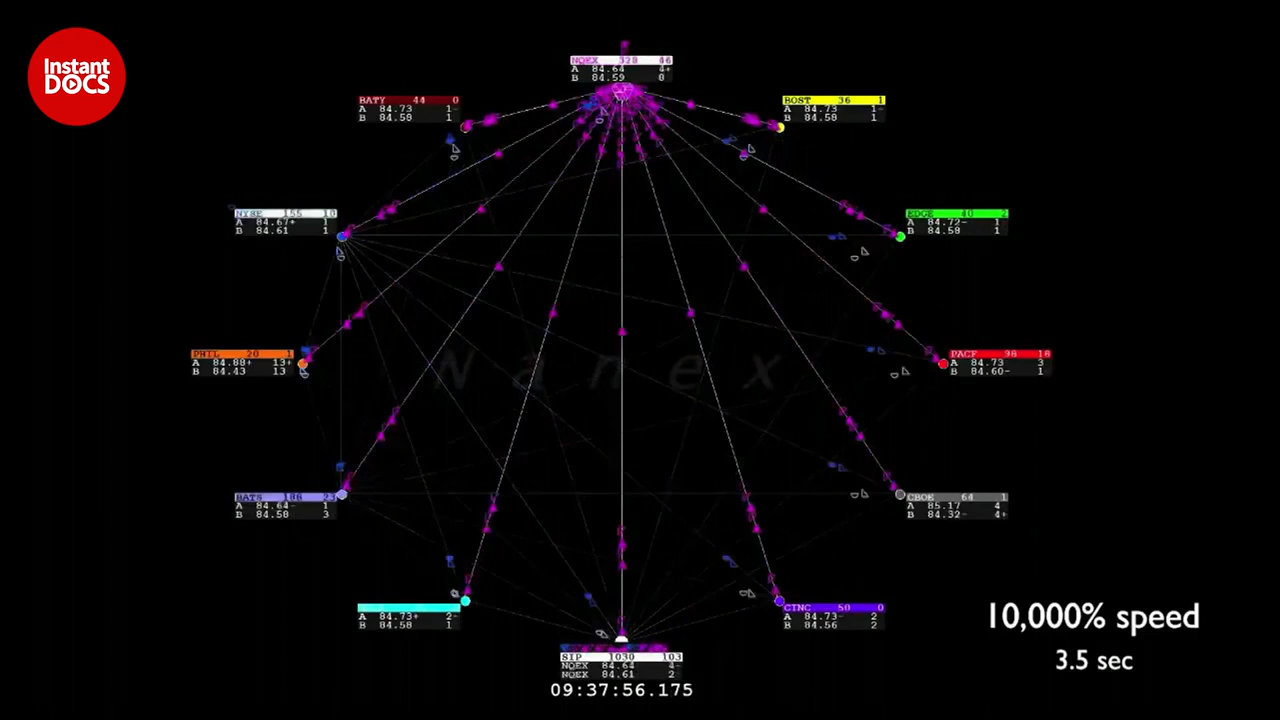 Instant
DOCS
NQEX 328 46
A 84.64 4+
B 84.59 8
BATY 44 0
A 84.73 1-
B 84.58 1
BOST 36 1
A 84.73 1-
B 84.58 1
NYSE 155 10
A 84.67+ 1
B 84.61 1
EDGE 40 2
A 84.72- 1
B 84.58 1
PHIL 20 1
A 84.88+ 13+
B 84.43 13
Nanex
PACF 38 18
A 84.73 3
B 84.60- 1
BATS 186 23
A 84.64- 1
B 84.58 3
CBOE 64 1
A 85.17 4
B 84.32- 4+
A 84.73+ 2-
B 84.58 1
CINC 50 0
A 84.73- 2
B 84.56 2
SIP 1030 103
NQEX 84.64 4-
NQEX 84.61 2
09:37:56.175
10,000% speed
3.5 sec